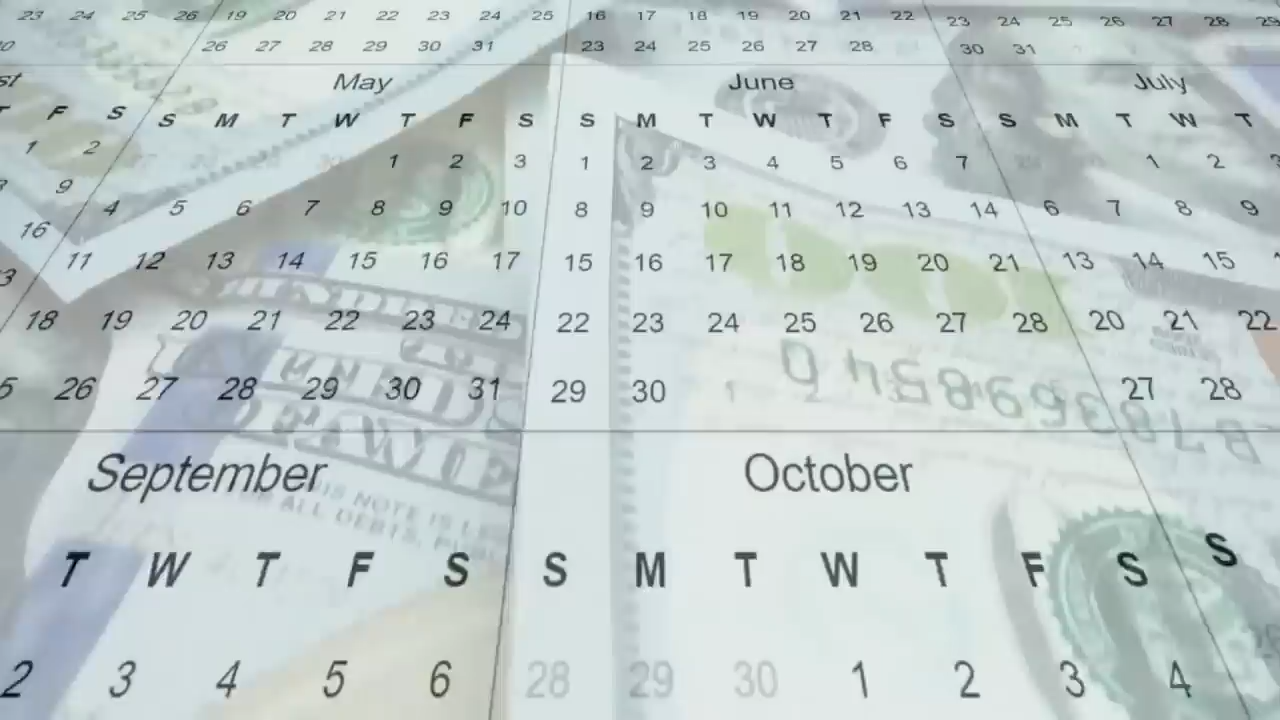 23 24 25 26 19 20 21 22 23 24 25 16 17 18 19 20 21 22 23 24 25 26 27 28 29
26 27 28 29 30 31 23 24 25 26 27 28 30 31
May June July
T F S S M T W T F S S M T W T F S S M T W T
1 2 1 2 3 1 2 3 4 5 6 7 1 2
9 4 5 6 7 8 9 10 8 9 10 11 12 13 14 6 7 8 9
16 11 12 13 14 15 16 17 15 16 17 18 19 20 21 13 14 15
18 19 20 21 22 23 24 22 23 24 25 26 27 28 20 21 22
26 27 28 29 30 31 29 30 1 27 28
September October
T W T F S S M T W T F S S
2 3 4 5 6 28 29 30 1 2 3 4